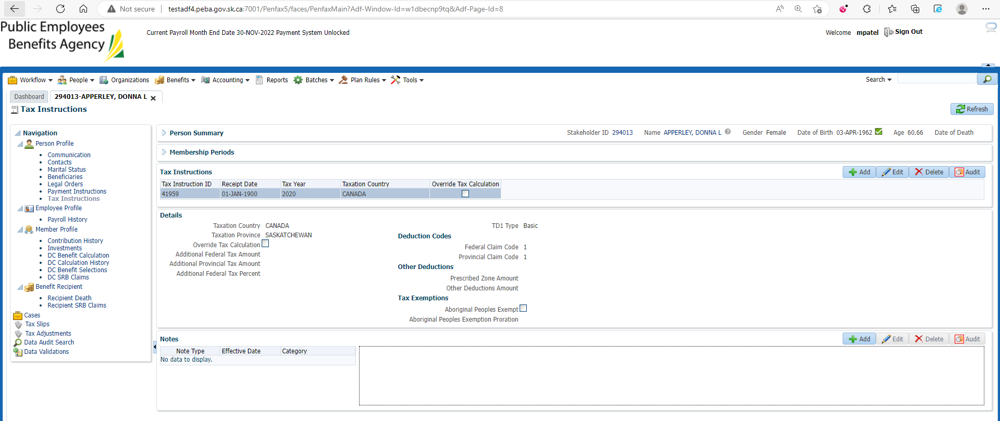 Not secure | testadf4.peba.gov.sk.ca:7001/Penfax5/faces/PenfaxMain?Adf-Window-Id=w1dbecnp9tq&Adf-Page-Id=8
Public Employees
Benefits Agency
Current Payroll Month End Date 30-NOV-2022 Payment System Unlocked
Welcome mpatel Sign Out
Workflow People Organizations Benefits Accounting Reports Batches Plan Rules Tools Search
Dashboard 294013-APPERLEY, DONNA L
Tax Instructions
Refresh
Navigation
Person Profile
Communication
Contacts
Marital Status
Beneficiaries
Legal Orders
Payment Instructions
Tax Instructions
Employee Profile
Payroll History
Member Profile
Contribution History
Investments
DC Benefit Calculation
DC Calculation History
DC Benefit Selections
DC SRB Claims
Benefit Recipient
Recipient Death
Recipient SRB Claims
Cases
Tax Slips
Tax Adjustments
Data Audit Search
Data Validations
Person Summary Stakeholder ID 294013 Name APPERLEY, DONNA L Gender Female Date of Birth 03-APR-1962 Age 60.66 Date of Death
Membership Periods
Tax Instructions Add Edit Delete Audit
Tax Instruction ID Receipt Date Tax Year Taxation Country Override Tax Calculation
41959 01-JAN-1900 2020 CANADA
Details
Taxation Country CANADA
Taxation Province SASKATCHEWAN
Override Tax Calculation
Additional Federal Tax Amount
Additional Provincial Tax Amount
Additional Federal Tax Percent
TD1 Type Basic
Deduction Codes
Federal Claim Code 1
Provincial Claim Code 1
Other Deductions
Prescribed Zone Amount
Other Deductions Amount
Tax Exemptions
Aboriginal Peoples Exempt
Aboriginal Peoples Exemption Proration
Notes Add Edit Delete Audit
Note Type Effective Date Category
No data to display.